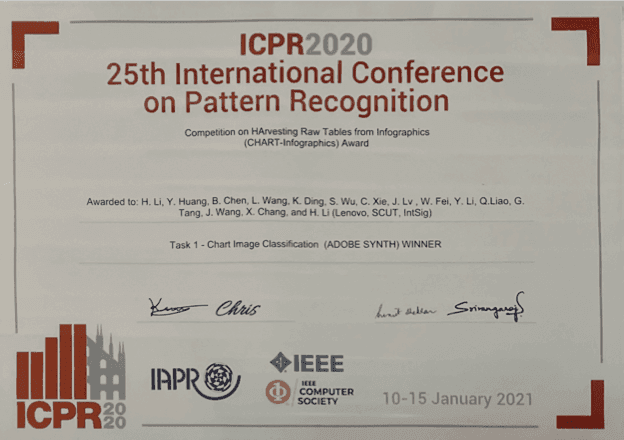 ICPR2020
25th International Conference
on Pattern Recognition
Competition on HArvesting Raw Tables from Infographics
(CHART-Infographics) Award
Awarded to: H. Li, Y. Huang, B. Chen, L. Wang, K. Ding, S. Wu, C. Xie, J. Lv , W. Fei, Y. Li, Q.Liao, G.
Tang, J. Wang, X. Chang, and H. Li (Lenovo, SCUT, IntSig)
Task 1 - Chart Image Classification (ADOBE SYNTH) WINNER
Chris
Srirangaraj
IAPR
IEEE
IEEE
COMPUTER
SOCIETY
ICPR 20
20
10-15 January 2021